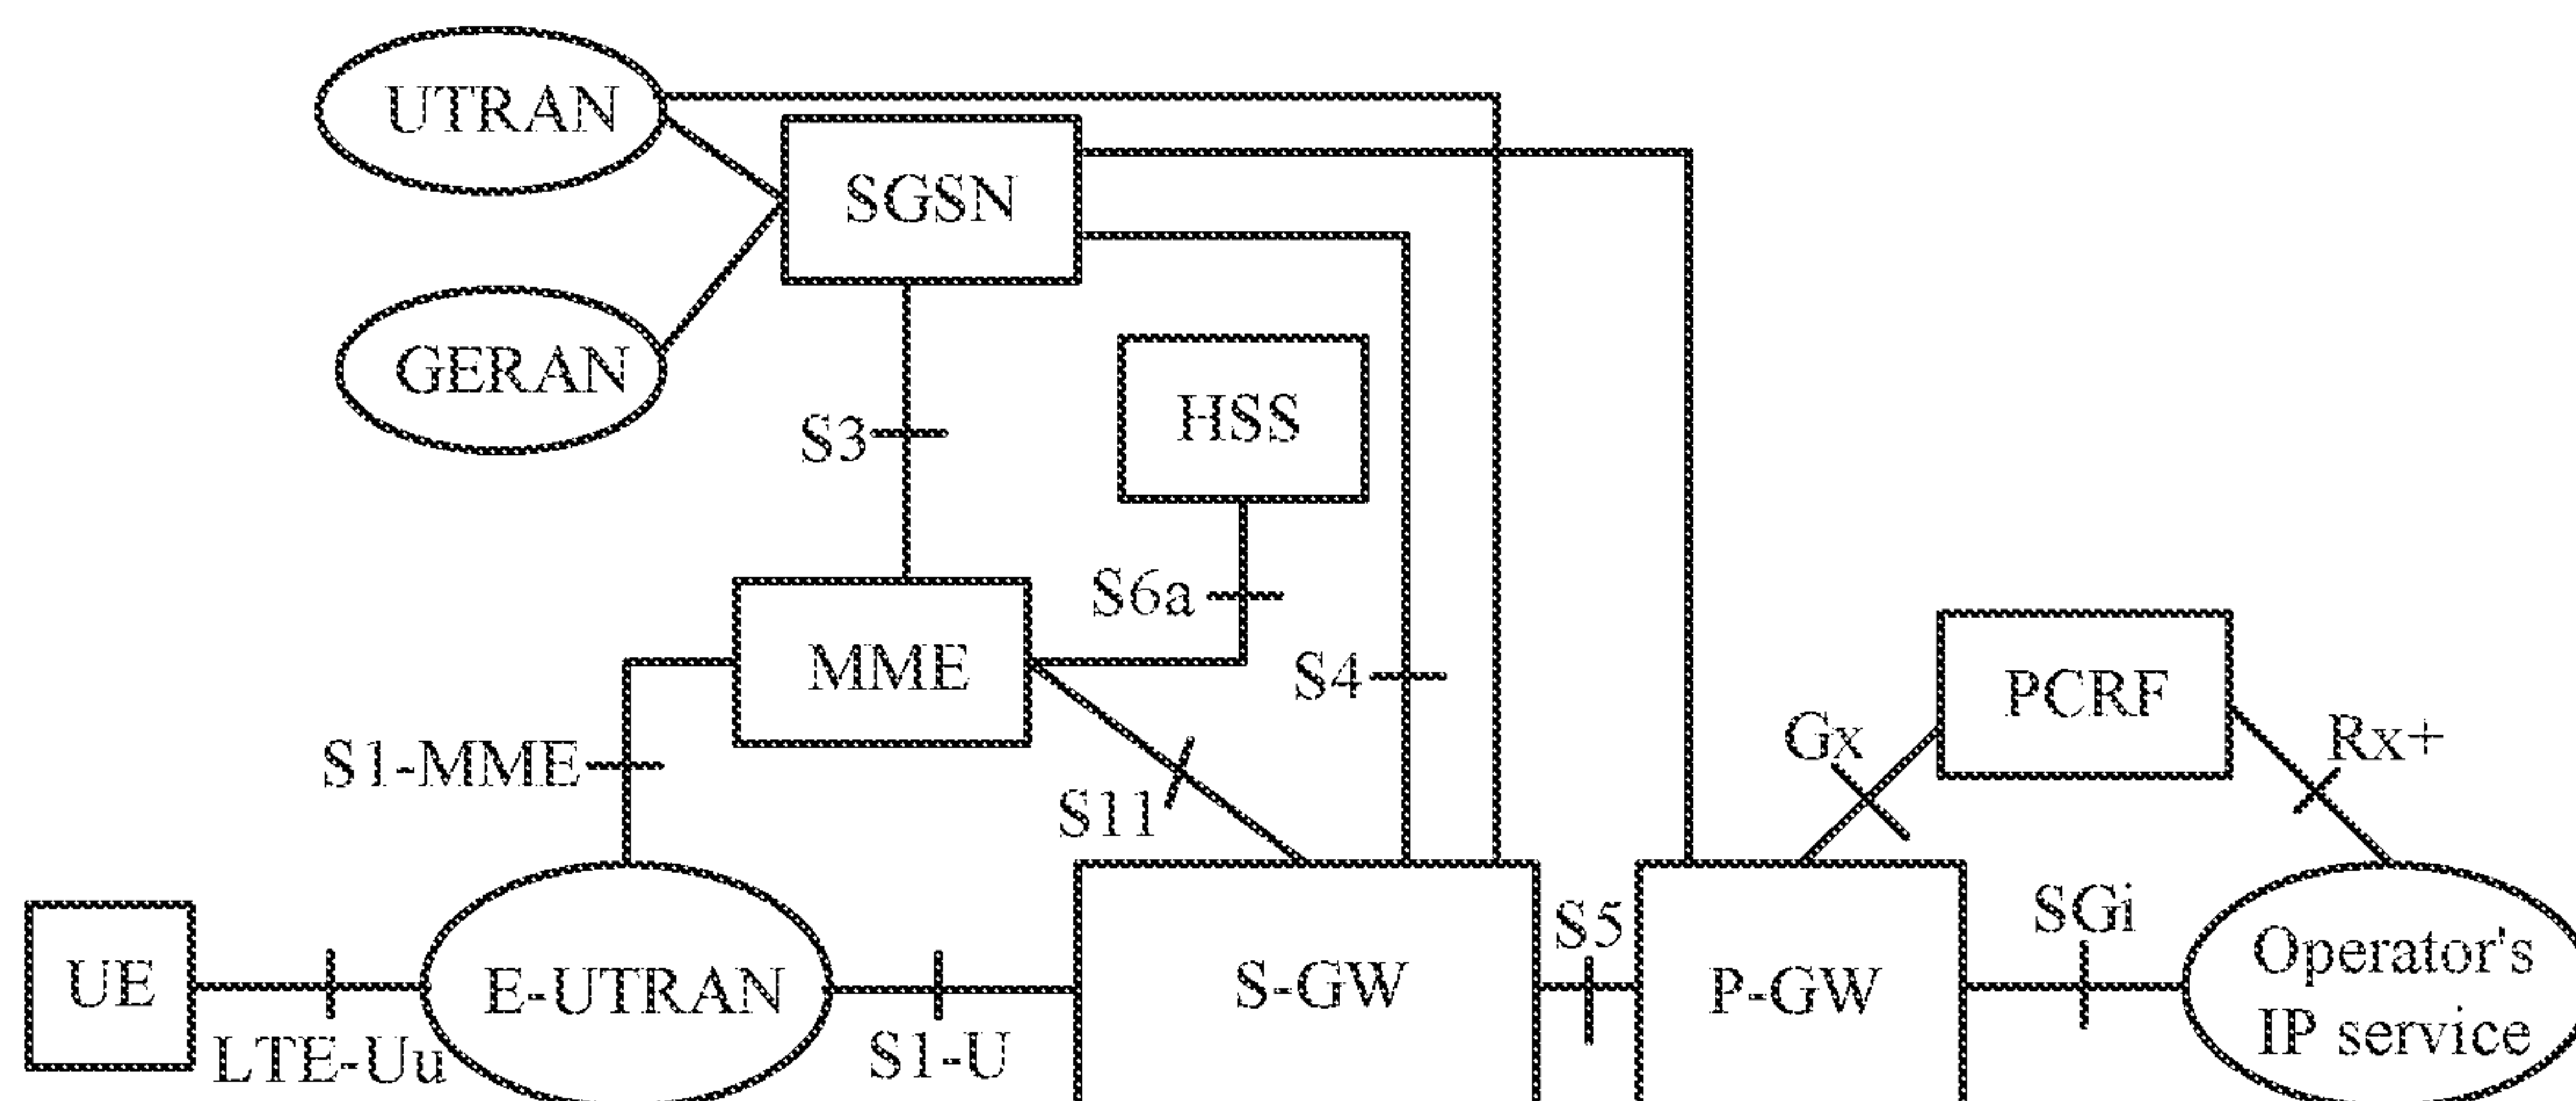 UTRAN
SGSN
GERAN
HSS
S3
S6a
MME
S4
PCRF
Gx
Rx+
S1-MME
S11
S5
SGi
UE
E-UTRAN
S-GW
P-GW
Operator's
IP service
LTE-Uu
S1-U